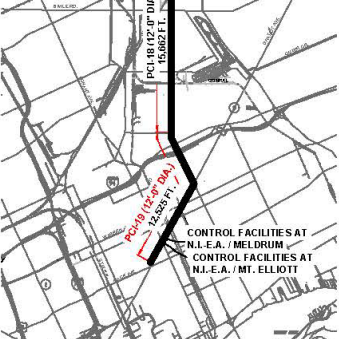 PCI-18 (12'-0" DIA.)
15,662 FT.
PCI-19 (12'-0" DIA.)
12,525 FT.
CONTROL FACILITIES AT
N.I.-E.A. / MELDRUM
CONTROL FACILITIES AT
N.I.-E.A. / MT. ELLIOTT